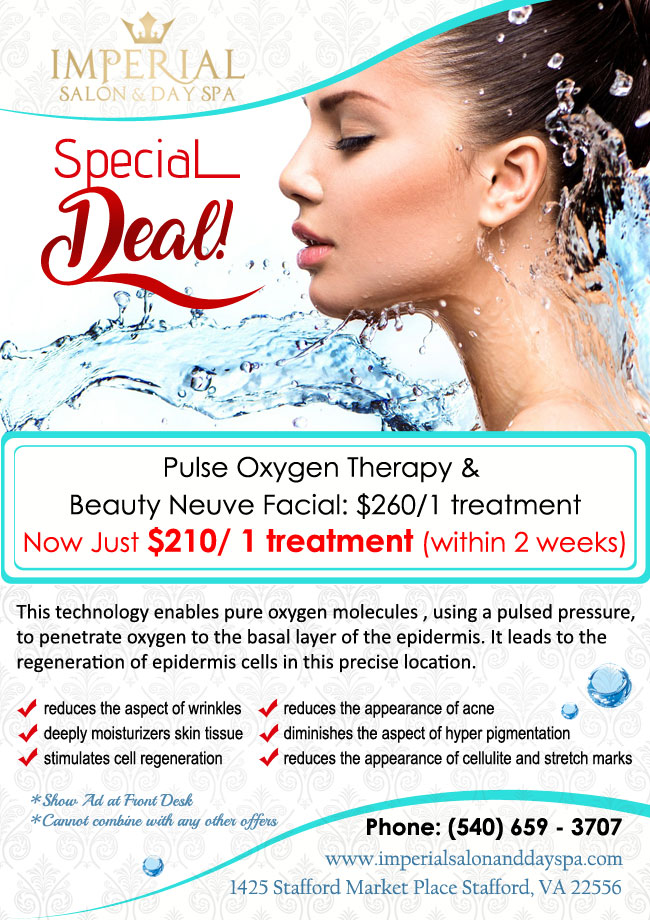 IMPERIAL
SALON & DAY SPA
Special
Deal!
Pulse Oxygen Therapy &
Beauty Neuve Facial: $260/1 treatment
Now Just $210/ 1 treatment (within 2 weeks)
This technology enables pure oxygen molecules , using a pulsed pressure,
to penetrate oxygen to the basal layer of the epidermis. It leads to the
regeneration of epidermis cells in this precise location.
reduces the aspect of wrinkles
deeply moisturizers skin tissue
stimulates cell regeneration
reduces the appearance of acne
diminishes the aspect of hyper pigmentation
reduces the appearance of cellulite and stretch marks
*Show Ad at Front Desk
*Cannot combine with any other offers
Phone: (540) 659 - 3707
www.imperialsalonanddayspa.com
1425 Stafford Market Place Stafford, VA 22556